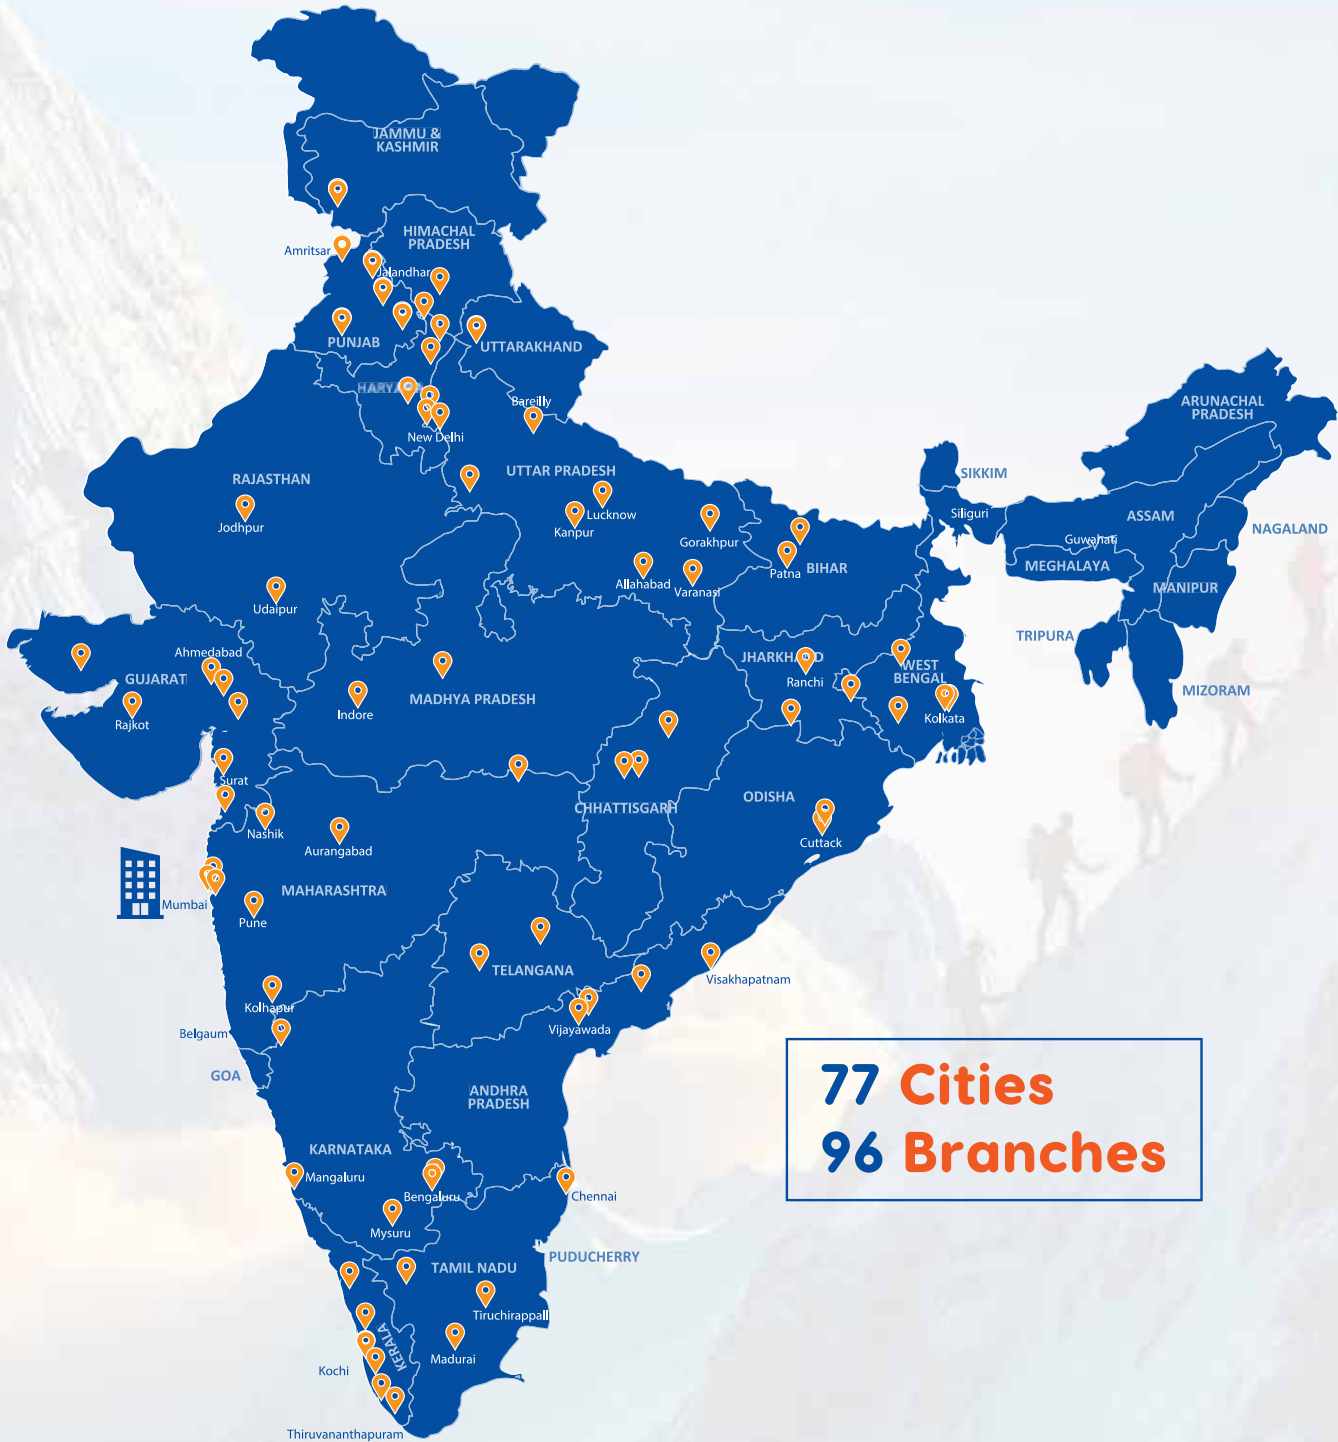 JAMMU &
KASHMIR
HIMACHAL
PRADESH
Amritsar
Jalandhar
PUNJAB
UTTARAKHAND
HARYANA
Bareilly
New Delhi
ARUNACHAL
PRADESH
RAJASTHAN
UTTAR PRADESH
SIKKIM
Jodhpur
Lucknow
Kanpur
Gorakhpur
Siliguri
ASSAM
NAGALAND
Guwahati
MEGHALAYA
Patna
BIHAR
Allahabad
Varanasi
MANIPUR
Udaipur
TRIPURA
Ahmedabad
GUJARAT
JHARKHAND
Ranchi
WEST
BENGAL
MIZORAM
MADHYA PRADESH
Indore
Rajkot
Kolkata
Surat
CHHATTISGARH
ODISHA
Nashik
Aurangabad
Cuttack
Mumbai
MAHARASHTRA
Pune
TELANGANA
Visakhapatnam
Kolhapur
Belgaum
Vijayawada
GOA
ANDHRA
PRADESH
77 Cities
96 Branches
KARNATAKA
Mangaluru
Bengaluru
Chennai
Mysuru
PUDUCHERRY
TAMIL NADU
Tiruchirappall
KERALA
Madurai
Kochi
Thiruvananthapuram